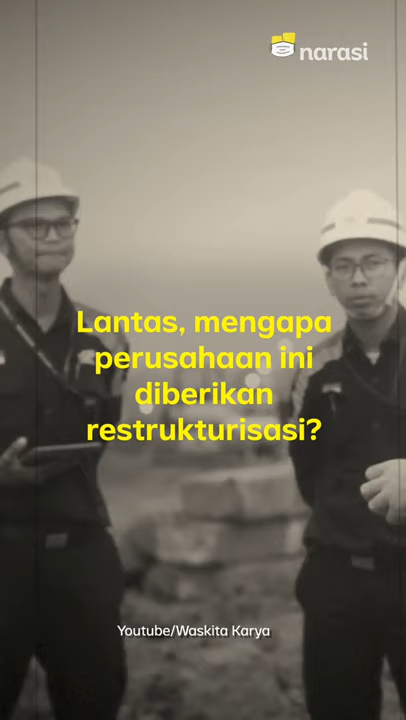 narasi
Lantas, mengapa
perusahaan ini
diberikan
restrukturisasi?
Youtube/Waskita Karya